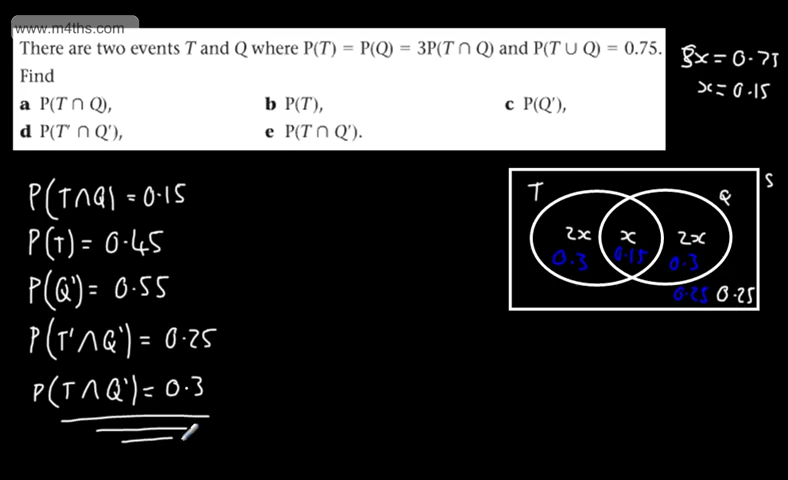 www.m4ths.com
There are two events T and Q where P(T) = P(Q) = 3P(T ∩ Q) and P(T ∪ Q) = 0.75.
Find
a P(T ∩ Q), b P(T), c P(Q'),
d P(T' ∩ Q'), e P(T ∩ Q').
5x = 0.75
x = 0.15
P(T∩Q) = 0.15
P(T) = 0.45
P(Q') = 0.55
P(T' ∩ Q') = 0.25
P(T ∩ Q') = 0.3
S
T Q
2x x 2x
0.3 0.15 0.3
0.25 0.25